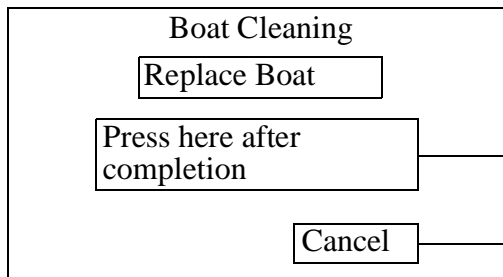 Boat Cleaning
Replace Boat
Press here after
completion
Cancel